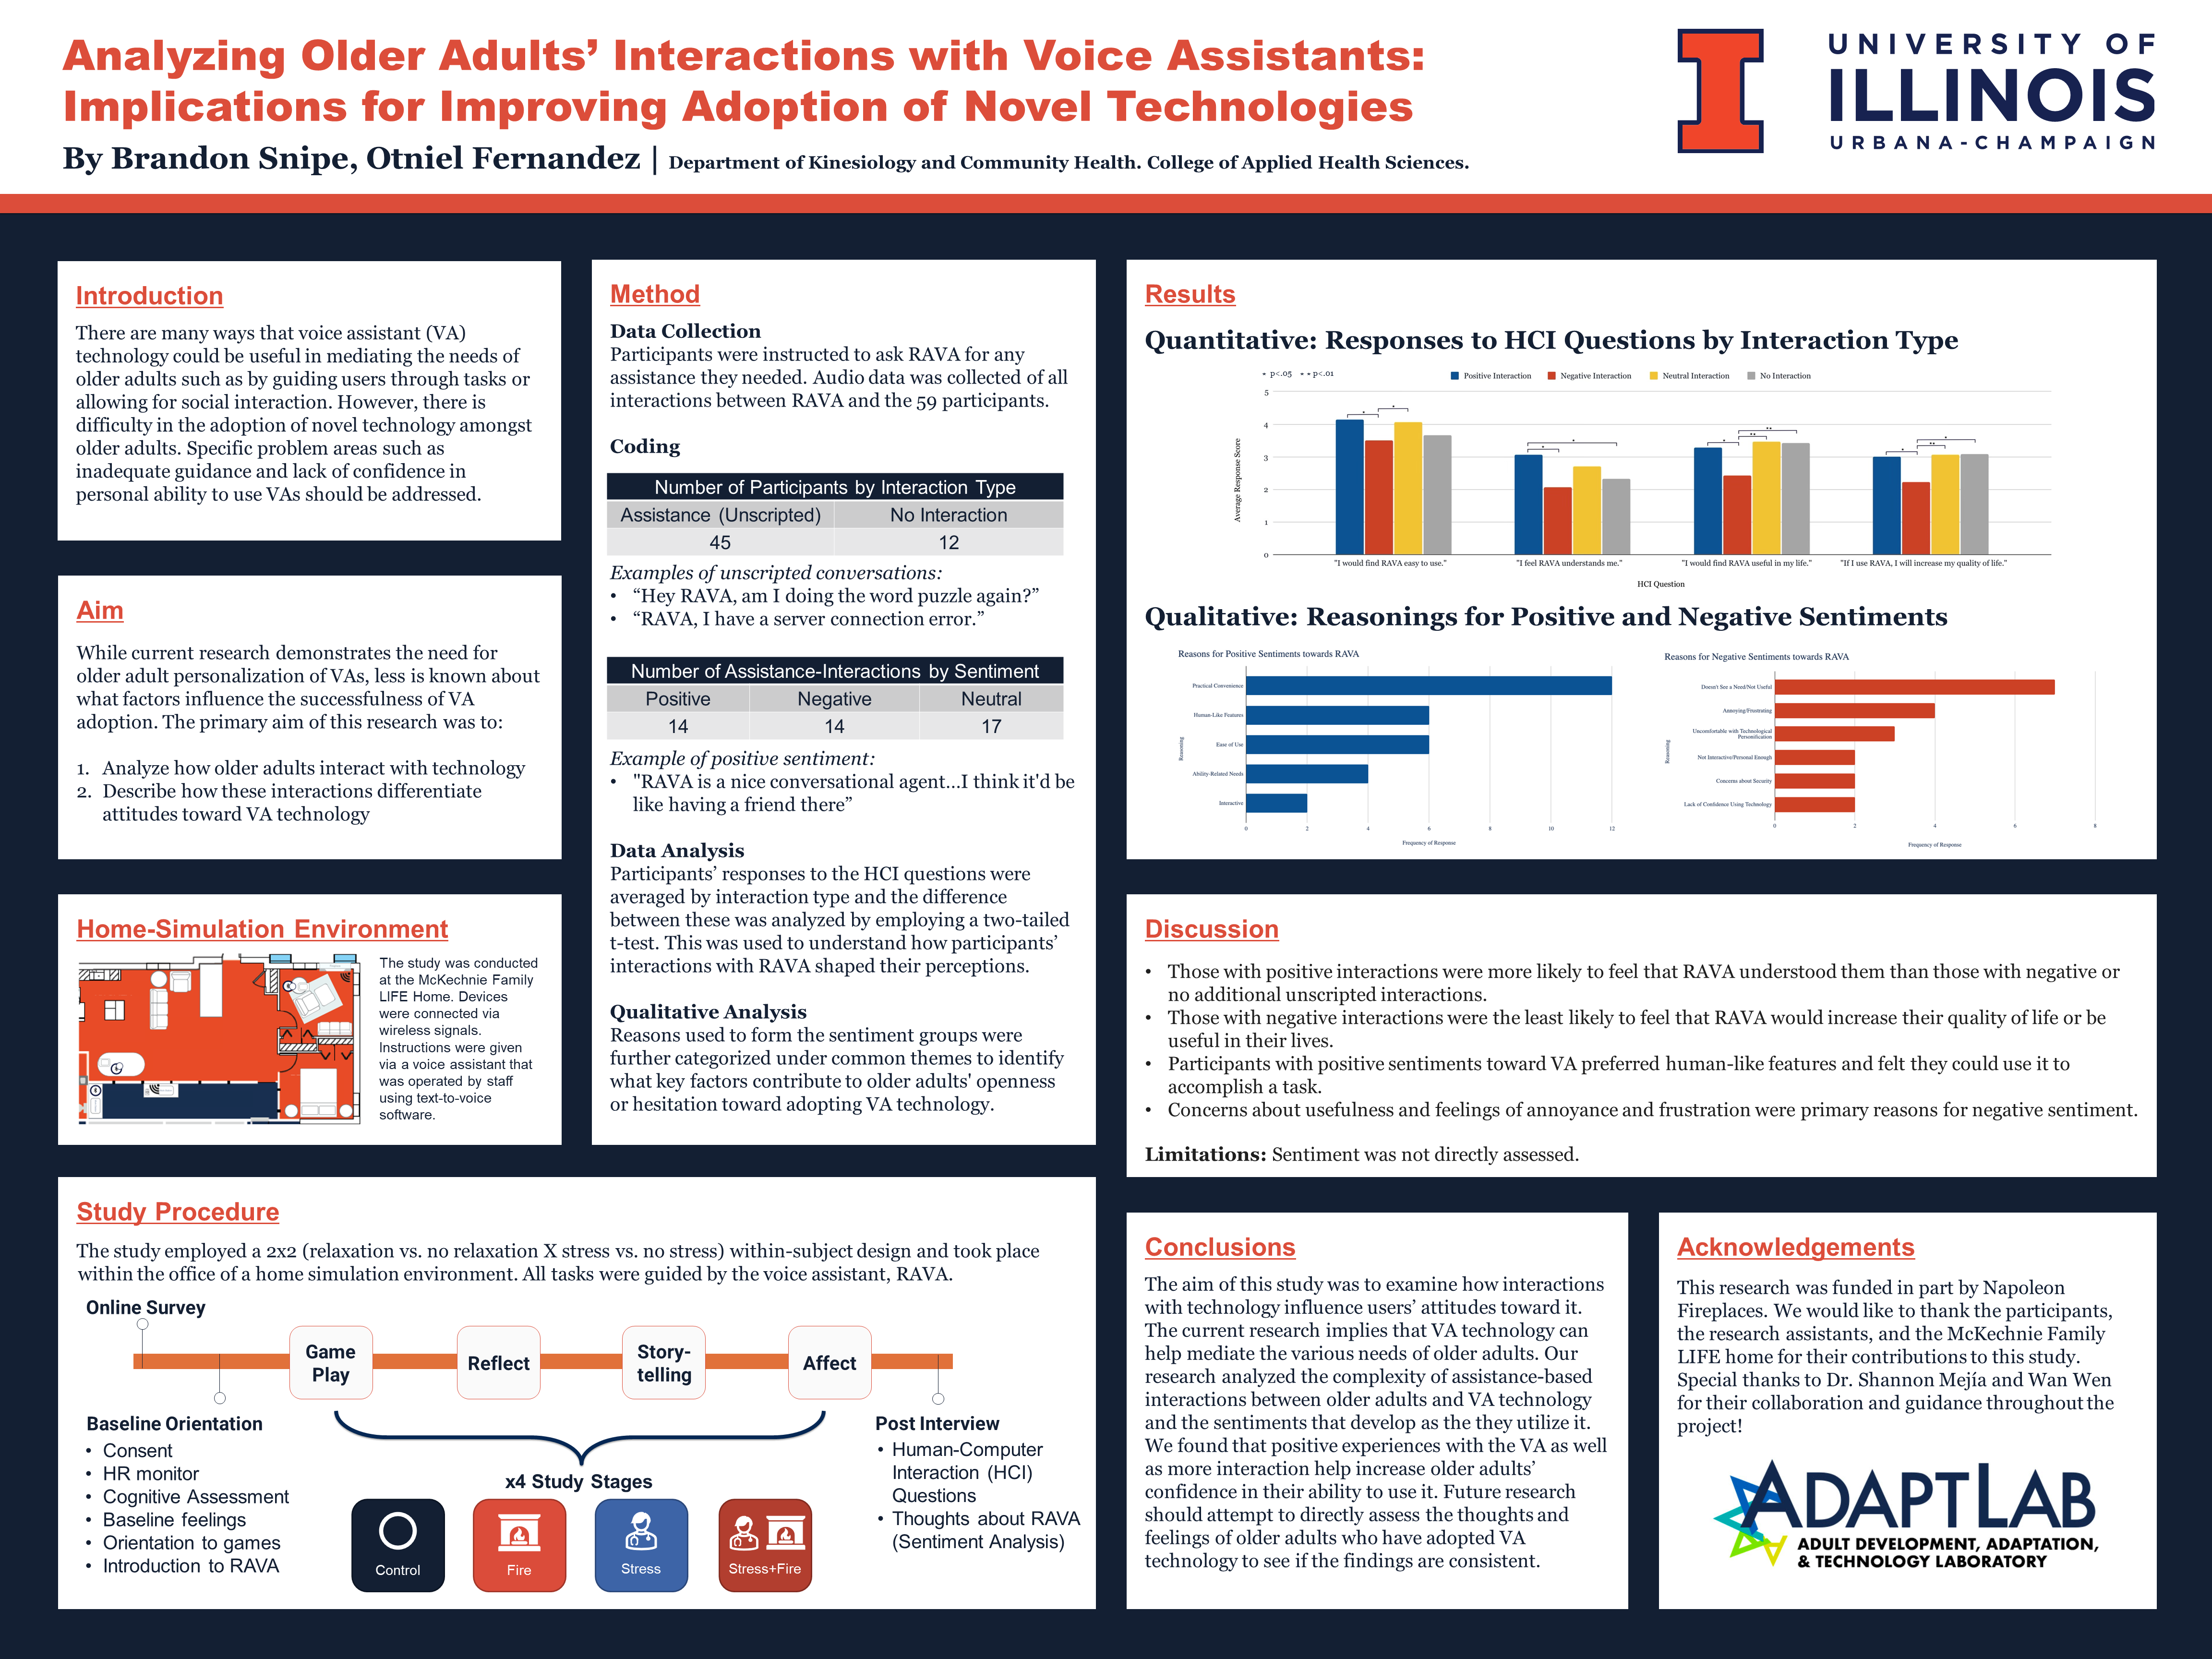 Analyzing Older Adults’ Interactions with Voice Assistants:
Implications for Improving Adoption of Novel Technologies
By Brandon Snipe, Otniel Fernandez | Department of Kinesiology and Community Health. College of Applied Health Sciences.
UNIVERSITY OF
ILLINOIS
URBANA-CHAMPAIGN
Introduction
There are many ways that voice assistant (VA)
technology could be useful in mediating the needs of
older adults such as by guiding users through tasks or
allowing for social interaction. However, there is
difficulty in the adoption of novel technology amongst
older adults. Specific problem areas such as
inadequate guidance and lack of confidence in
personal ability to use VAs should be addressed.
Aim
While current research demonstrates the need for
older adult personalization of VAs, less is known about
what factors influence the successfulness of VA
adoption. The primary aim of this research was to:
1. Analyze how older adults interact with technology
2. Describe how these interactions differentiate
attitudes toward VA technology
Home-Simulation Environment
The study was conducted
at the McKechnie Family
LIFE Home. Devices
were connected via
wireless signals.
Instructions were given
via a voice assistant that
was operated by staff
using text-to-voice
software.
Method
Data Collection
Participants were instructed to ask RAVA for any
assistance they needed. Audio data was collected of all
interactions between RAVA and the 59 participants.
Coding
Number of Participants by Interaction Type
Assistance (Unscripted) No Interaction
45 12
Examples of unscripted conversations:
• “Hey RAVA, am I doing the word puzzle again?”
• “RAVA, I have a server connection error.”
Number of Assistance-Interactions by Sentiment
Positive Negative Neutral
14 14 17
Example of positive sentiment:
• "RAVA is a nice conversational agent...I think it'd be
like having a friend there”
Data Analysis
Participants’ responses to the HCI questions were
averaged by interaction type and the difference
between these was analyzed by employing a two-tailed
t-test. This was used to understand how participants’
interactions with RAVA shaped their perceptions.
Qualitative Analysis
Reasons used to form the sentiment groups were
further categorized under common themes to identify
what key factors contribute to older adults' openness
or hesitation toward adopting VA technology.
Study Procedure
The study employed a 2x2 (relaxation vs. no relaxation X stress vs. no stress) within-subject design and took place
within the office of a home simulation environment. All tasks were guided by the voice assistant, RAVA.
Online Survey
Game
Play
Reflect
Story-
telling
Affect
Baseline Orientation
• Consent
• HR monitor
• Cognitive Assessment
• Baseline feelings
• Orientation to games
• Introduction to RAVA
x4 Study Stages
Control
Fire
Stress
Stress+Fire
Post Interview
• Human-Computer
Interaction (HCI)
Questions
• Thoughts about RAVA
(Sentiment Analysis)
Results
Quantitative: Responses to HCI Questions by Interaction Type
* p<.05 * * p<.01
Positive Interaction Negative Interaction Neutral Interaction No Interaction
Average Response Score
5
4
3
2
1
0
* *
* *
* ** **
* ** *
"I would find RAVA easy to use." "I feel RAVA understands me." "I would find RAVA useful in my life." "If I use RAVA, I will increase my quality of life."
HCI Question
Qualitative: Reasonings for Positive and Negative Sentiments
Reasons for Positive Sentiments towards RAVA
Reasoning
Practical Convenience
Human-Like Features
Ease of Use
Ability-Related Needs
Interactive
0 2 4 6 8 10 12
Frequency of Response
Reasons for Negative Sentiments towards RAVA
Reasoning
Doesn't See a Need/Not Useful
Annoying/Frustrating
Uncomfortable with Technological
Personification
Not Interactive/Personal Enough
Concerns about Security
Lack of Confidence Using Technology
0 2 4 6 8
Frequency of Response
Discussion
• Those with positive interactions were more likely to feel that RAVA understood them than those with negative or
no additional unscripted interactions.
• Those with negative interactions were the least likely to feel that RAVA would increase their quality of life or be
useful in their lives.
• Participants with positive sentiments toward VA preferred human-like features and felt they could use it to
accomplish a task.
• Concerns about usefulness and feelings of annoyance and frustration were primary reasons for negative sentiment.
Limitations: Sentiment was not directly assessed.
Conclusions
The aim of this study was to examine how interactions
with technology influence users’ attitudes toward it.
The current research implies that VA technology can
help mediate the various needs of older adults. Our
research analyzed the complexity of assistance-based
interactions between older adults and VA technology
and the sentiments that develop as the they utilize it.
We found that positive experiences with the VA as well
as more interaction help increase older adults’
confidence in their ability to use it. Future research
should attempt to directly assess the thoughts and
feelings of older adults who have adopted VA
technology to see if the findings are consistent.
Acknowledgements
This research was funded in part by Napoleon
Fireplaces. We would like to thank the participants,
the research assistants, and the McKechnie Family
LIFE home for their contributions to this study.
Special thanks to Dr. Shannon Mejía and Wan Wen
for their collaboration and guidance throughout the
project!
ADAPTLAB
ADULT DEVELOPMENT, ADAPTATION,
& TECHNOLOGY LABORATORY